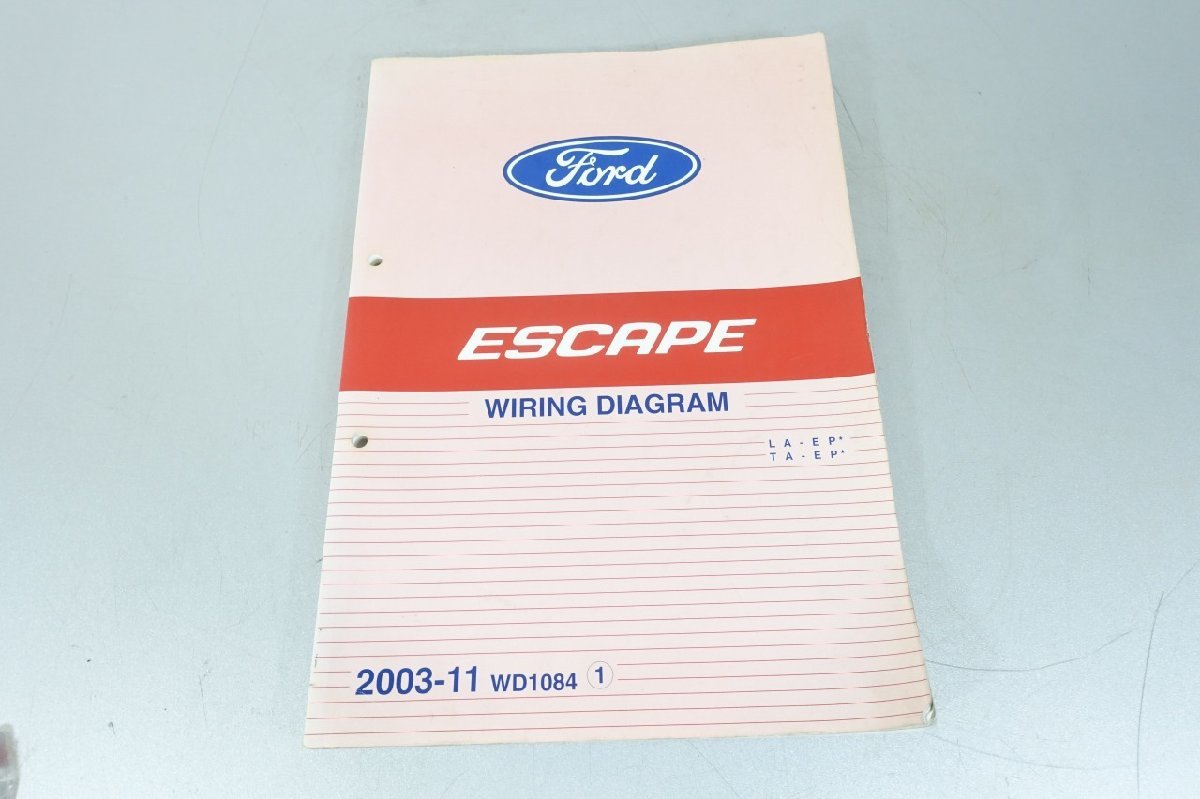 Ford
ESCAPE
WIRING DIAGRAM
LA-EP*
TA-EP*
2003-11 WD1084 1